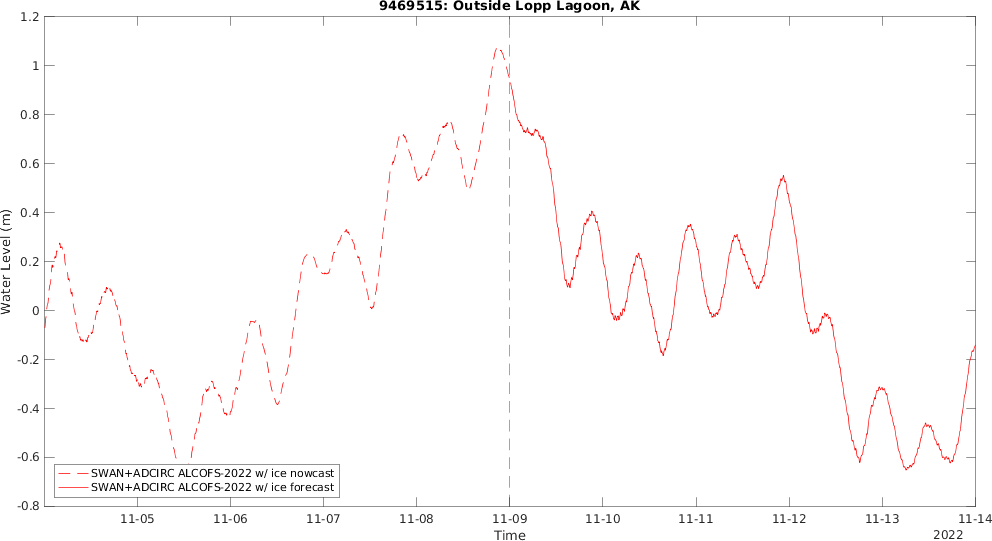 9469515: Outside Lopp Lagoon, AK
1.2
1
0.8
0.6
0.4
0.2
0
-0.2
-0.4
-0.6
-0.8
Water Level (m)
SWAN+ADCIRC ALCOFS-2022 w/ ice nowcast
SWAN+ADCIRC ALCOFS-2022 w/ ice forecast
11-05 11-06 11-07 11-08 11-09 11-10 11-11 11-12 11-13 11-14
Time
2022